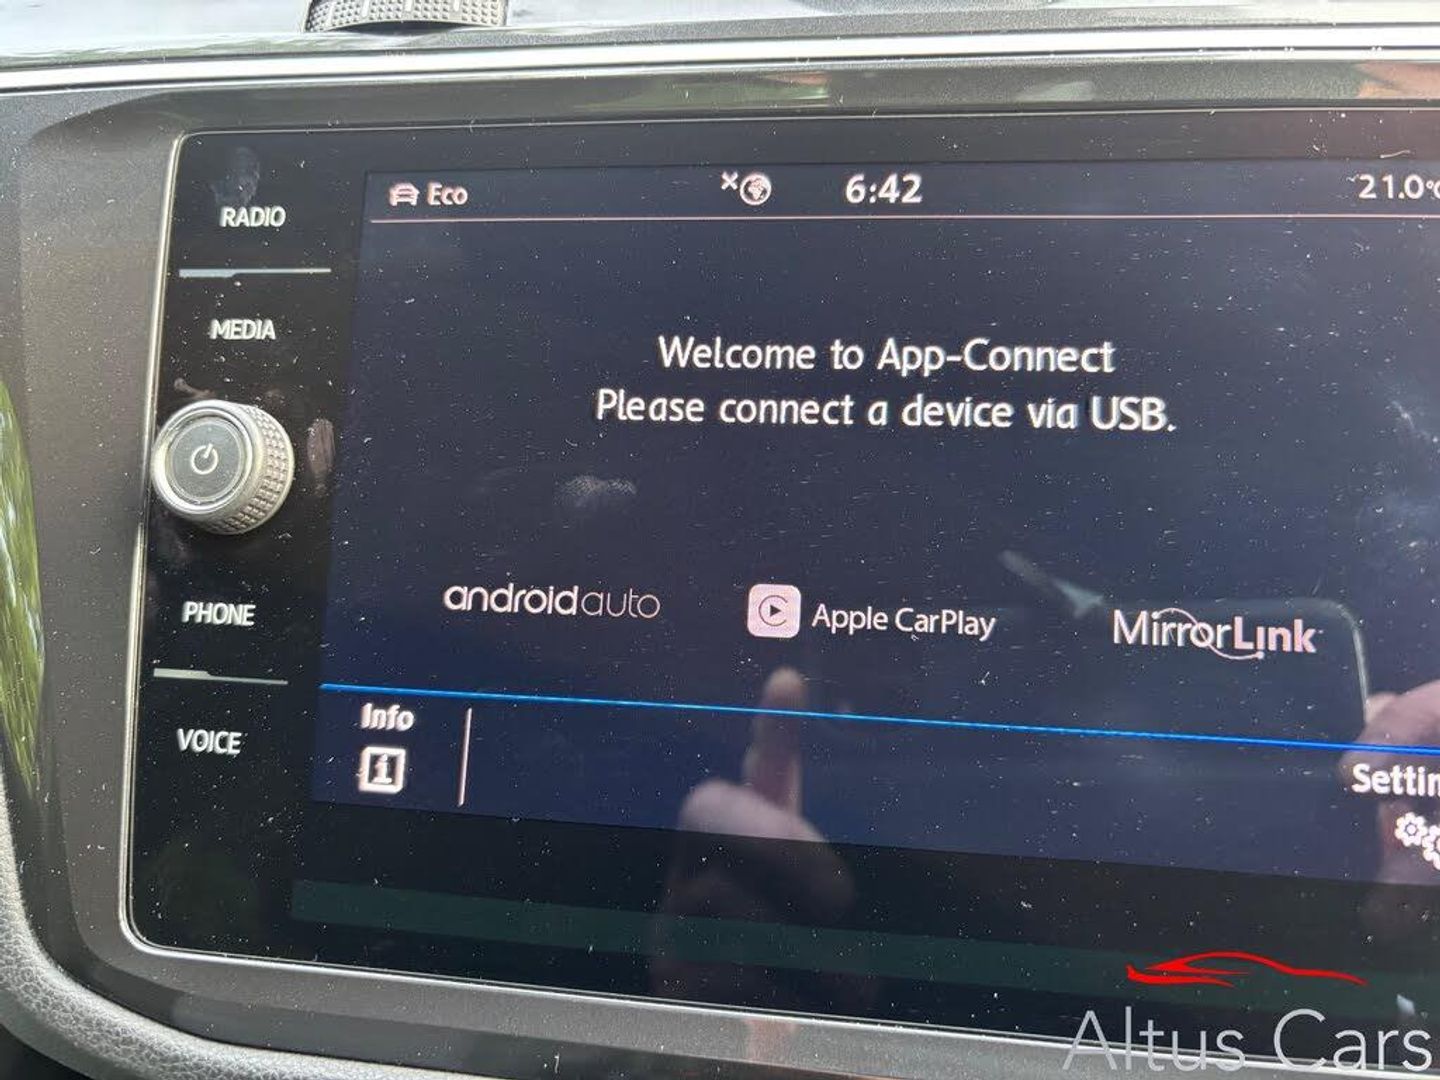 RADIO
MEDIA
PHONE
VOICE
Eco
6:42
21.0°
Welcome to App-Connect
Please connect a device via USB.
androidauto
Apple CarPlay
MirrorLink
Info
i
Settin
Altus Cars